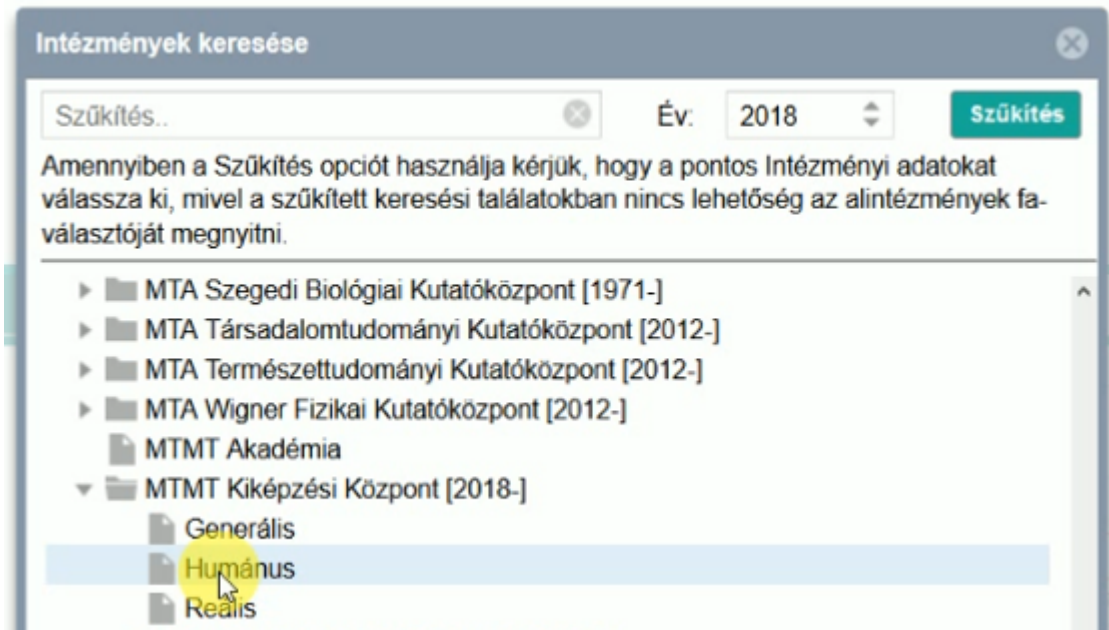 Intézmények keresése
Szűkítés.. Év: 2018 Szűkítés
Amennyiben a Szűkítés opciót használja kérjük, hogy a pontos Intézményi adatokat
válassza ki, mivel a szűkített keresési találatokban nincs lehetőség az alintézmények fa-
választóját megnyitni.
MTA Szegedi Biológiai Kutatóközpont [1971-]
MTA Társadalomtudományi Kutatóközpont [2012-]
MTA Természettudományi Kutatóközpont [2012-]
MTA Wigner Fizikai Kutatóközpont [2012-]
MTMT Akadémia
MTMT Kiképzési Központ [2018-]
Generális
Humánus
Reális